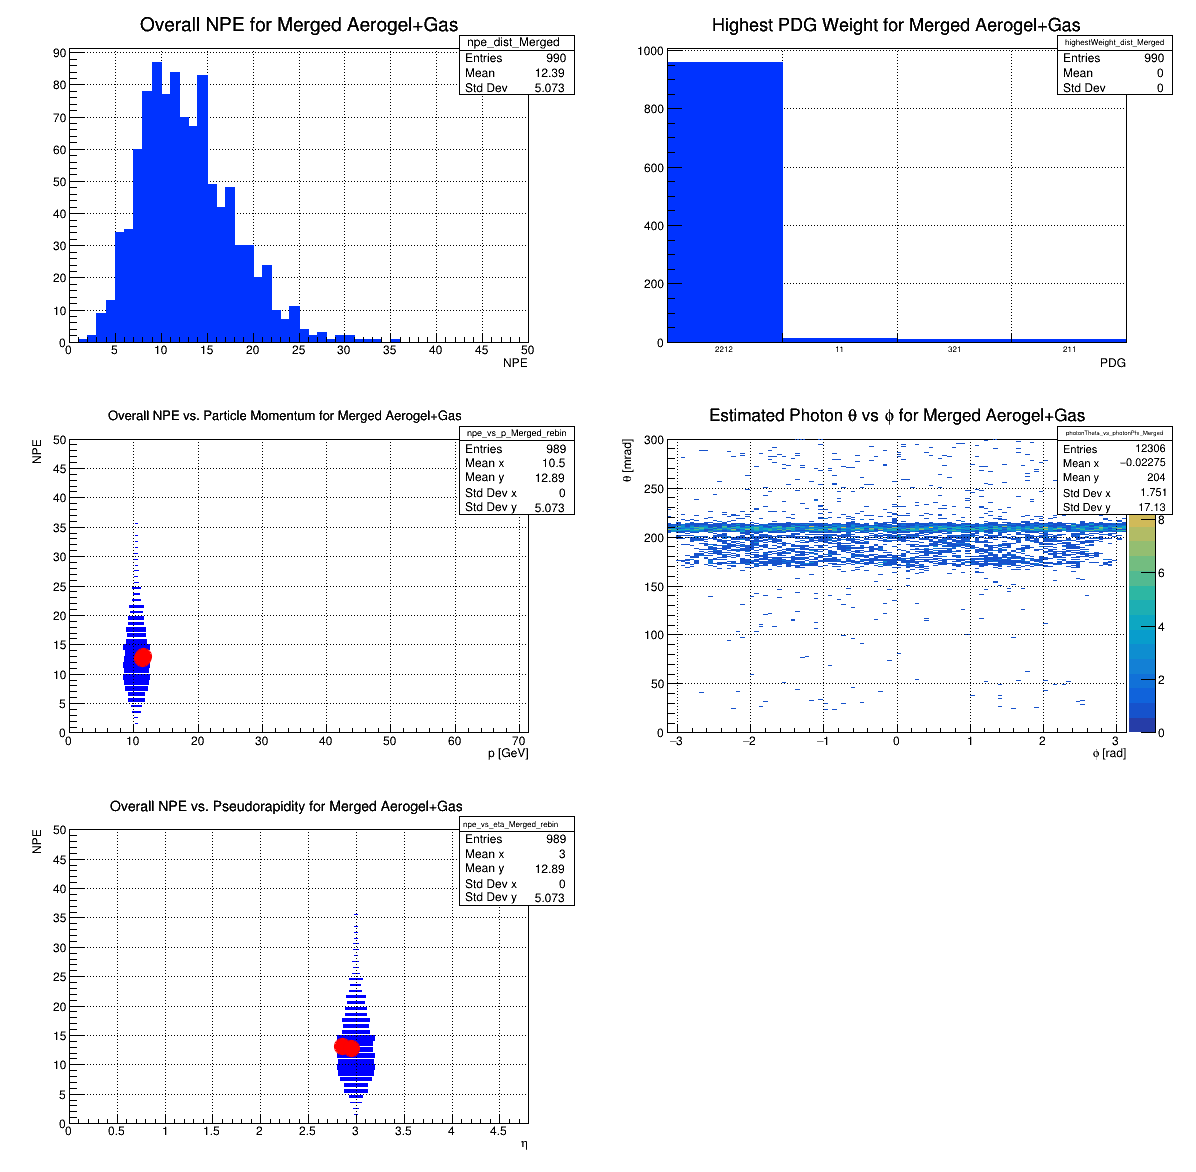 Overall NPE for Merged Aerogel+Gas
npe_dist_Merged
Entries 990
Mean 12.39
Std Dev 5.073
90
80
70
60
50
40
30
20
10
0
5 10 15 20 25 30 35 40 45 50
NPE
Highest PDG Weight for Merged Aerogel+Gas
highestWeight_dist_Merged
Entries 990
Mean 0
Std Dev 0
1000
800
600
400
200
0
2212 11 321 211
PDG
Overall NPE vs. Particle Momentum for Merged Aerogel+Gas
npe_vs_p_Merged_rebin
Entries 989
Mean x 10.5
Mean y 12.89
Std Dev x 0
Std Dev y 5.073
NPE
50
45
40
35
30
25
20
15
10
5
0
0 10 20 30 40 50 60 70
p [GeV]
Estimated Photon θ vs ϕ for Merged Aerogel+Gas
photonTheta_vs_photonPhi_Merged
Entries 12306
Mean x −0.02275
Mean y 204
Std Dev x 1.751
Std Dev y 17.13
θ [mrad]
300
250
200
150
100
50
0
−3 −2 −1 0 1 2 3
ϕ [rad]
8
6
4
2
0
Overall NPE vs. Pseudorapidity for Merged Aerogel+Gas
npe_vs_eta_Merged_rebin
Entries 989
Mean x 3
Mean y 12.89
Std Dev x 0
Std Dev y 5.073
NPE
50
45
40
35
30
25
20
15
10
5
0
0 0.5 1 1.5 2 2.5 3 3.5 4 4.5
η